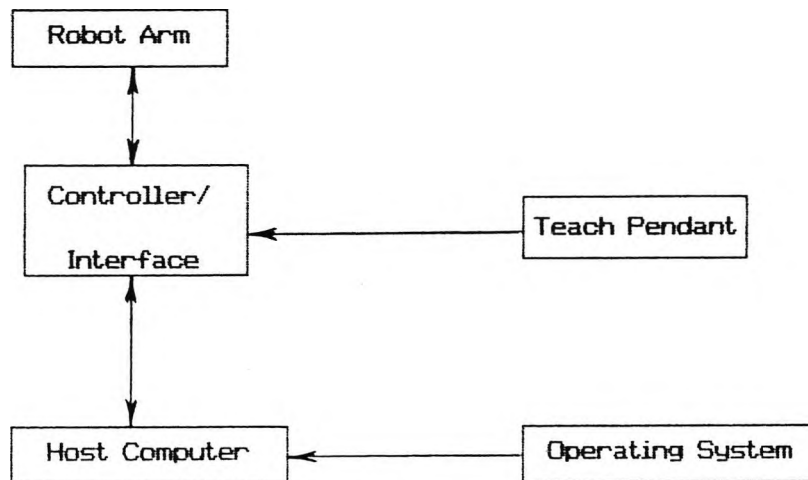 Robot Arm
Controller/
Interface
Teach Pendant
Host Computer
Operating System